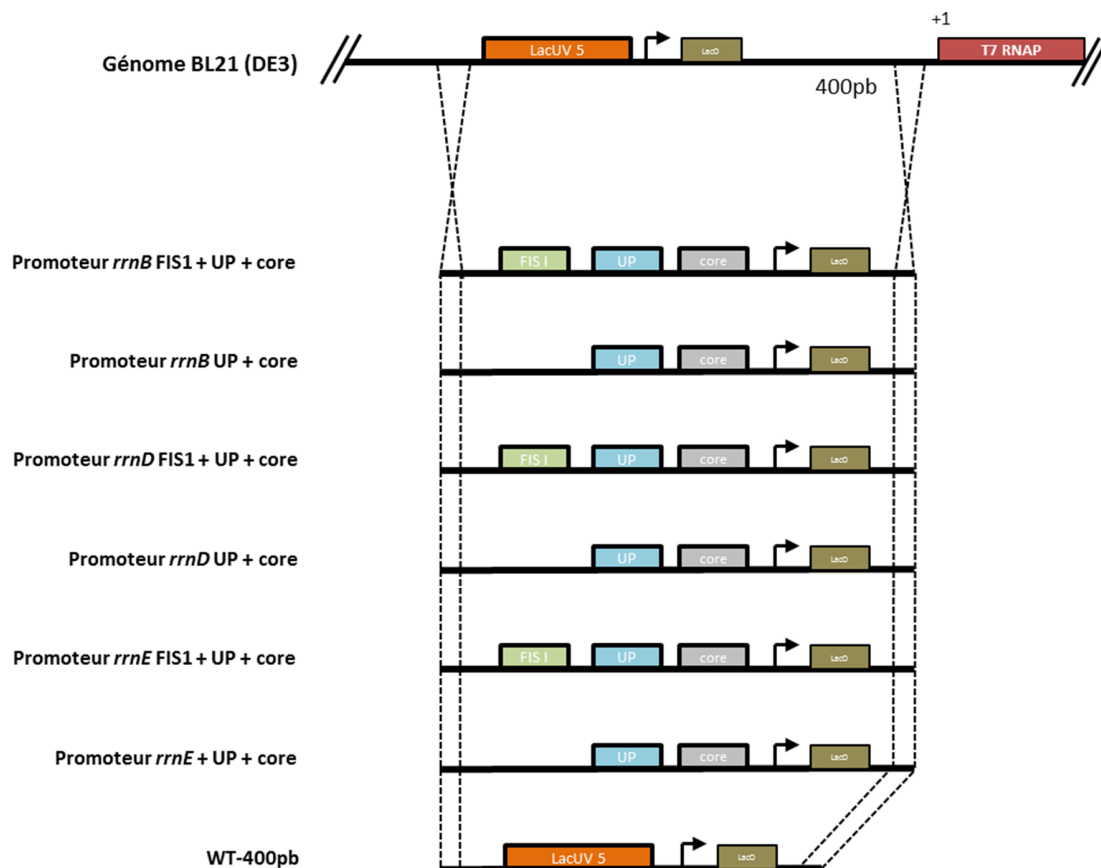 +1
Génome BL21 (DE3) LacUV 5 LacO T7 RNAP
400pb
Promoteur rrnB FIS1 + UP + core FIS I UP core LacO
Promoteur rrnB UP + core UP core LacO
Promoteur rrnD FIS1 + UP + core FIS I UP core LacO
Promoteur rrnD UP + core UP core LacO
Promoteur rrnE FIS1 + UP + core FIS I UP core LacO
Promoteur rrnE + UP + core UP core LacO
WT-400pb LacUV 5 LacO